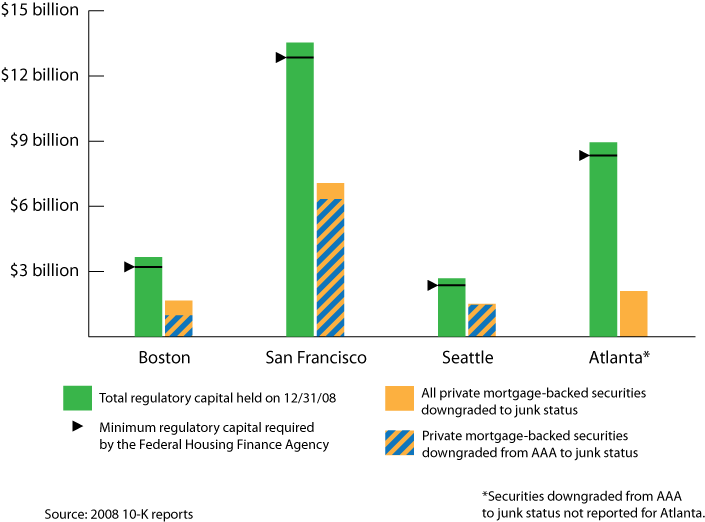 $15 billion
$12 billion
$9 billion
$6 billion
$3 billion
Boston
San Francisco
Seattle
Atlanta*
Total regulatory capital held on 12/31/08
Minimum regulatory capital required
by the Federal Housing Finance Agency
All private mortgage-backed securities
downgraded to junk status
Private mortgage-backed securities
downgraded from AAA to junk status
Source: 2008 10-K reports
*Securities downgraded from AAA
to junk status not reported for Atlanta.